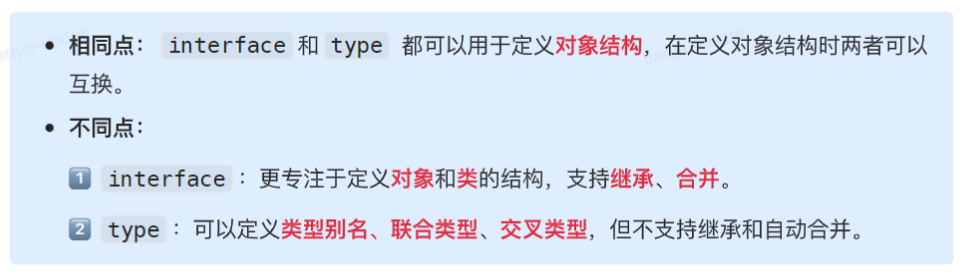 相同点： interface 和 type 都可以用于定义对象结构，在定义对象结构时两者可以
互换。
不同点：
1 interface ：更专注于定义对象和类的结构，支持继承、合并。
2 type ：可以定义类型别名、联合类型、交叉类型，但不支持继承和自动合并。